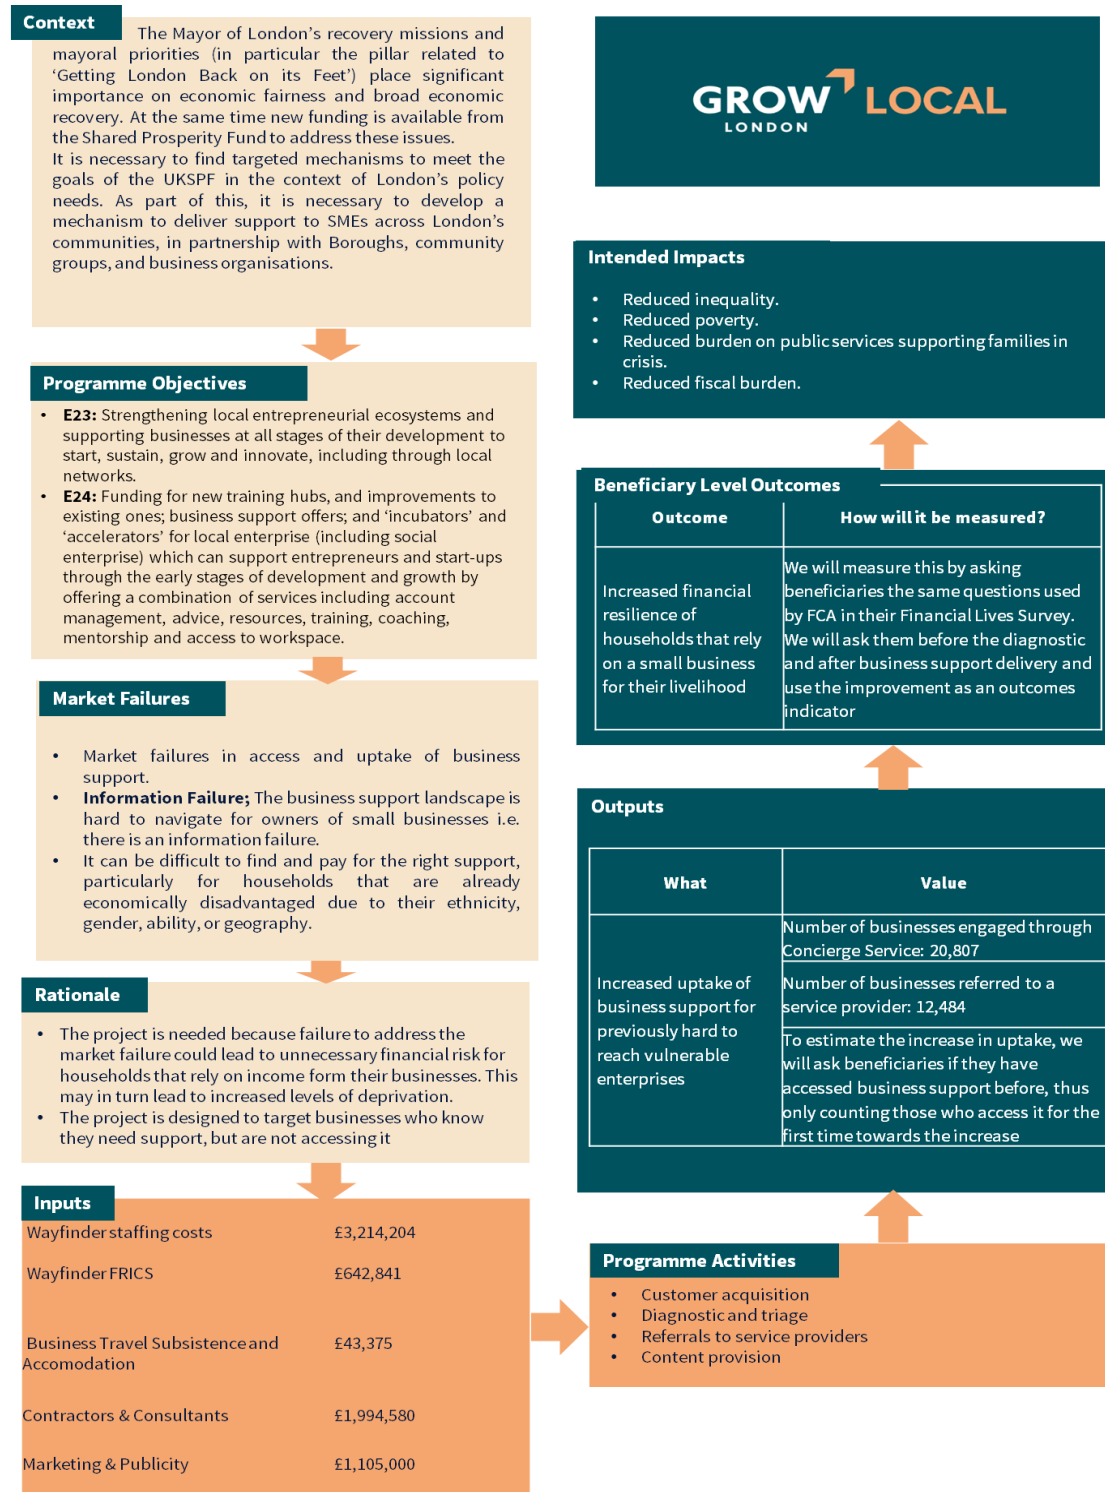 Context
The Mayor of London’s recovery missions and
mayoral priorities (in particular the pillar related to
‘Getting London Back on its Feet’) place significant
importance on economic fairness and broad economic
recovery. At the same time new funding is available from
the Shared Prosperity Fund to address these issues.
It is necessary to find targeted mechanisms to meet the
goals of the UKSPF in the context of London’s policy
needs. As part of this, it is necessary to develop a
mechanism to deliver support to SMEs across London’s
communities, in partnership with Boroughs, community
groups, and business organisations.
Programme Objectives
• E23: Strengthening local entrepreneurial ecosystems and
supporting businesses at all stages of their development to
start, sustain, grow and innovate, including through local
networks.
• E24: Funding for new training hubs, and improvements to
existing ones; business support offers; and ‘incubators’ and
‘accelerators’ for local enterprise (including social
enterprise) which can support entrepreneurs and start-ups
through the early stages of development and growth by
offering a combination of services including account
management, advice, resources, training, coaching,
mentorship and access to workspace.
Market Failures
• Market failures in access and uptake of business
support.
• Information Failure; The business support landscape is
hard to navigate for owners of small businesses i.e.
there is an information failure.
• It can be difficult to find and pay for the right support,
particularly for households that are already
economically disadvantaged due to their ethnicity,
gender, ability, or geography.
Rationale
• The project is needed because failure to address the
market failure could lead to unnecessary financial risk for
households that rely on income form their businesses. This
may in turn lead to increased levels of deprivation.
• The project is designed to target businesses who know
they need support, but are not accessing it
Inputs
Wayfinder staffing costs £3,214,204
Wayfinder FRICS £642,841
Business Travel Subsistence and £43,375
Accomodation
Contractors & Consultants £1,994,580
Marketing & Publicity £1,105,000
GROW LOCAL
LONDON
Intended Impacts
• Reduced inequality.
• Reduced poverty.
• Reduced burden on public services supporting families in
crisis.
• Reduced fiscal burden.
Beneficiary Level Outcomes
Outcome
How will it be measured?
Increased financial
resilience of
households that rely
on a small business
for their livelihood
We will measure this by asking
beneficiaries the same questions used
by FCA in their Financial Lives Survey.
We will ask them before the diagnostic
and after business support delivery and
use the improvement as an outcomes
indicator
Outputs
What
Value
Increased uptake of
business support for
previously hard to
reach vulnerable
enterprises
Number of businesses engaged through
Concierge Service: 20,807
Number of businesses referred to a
service provider: 12,484
To estimate the increase in uptake, we
will ask beneficiaries if they have
accessed business support before, thus
only counting those who access it for the
first time towards the increase
Programme Activities
• Customer acquisition
• Diagnostic and triage
• Referrals to service providers
• Content provision